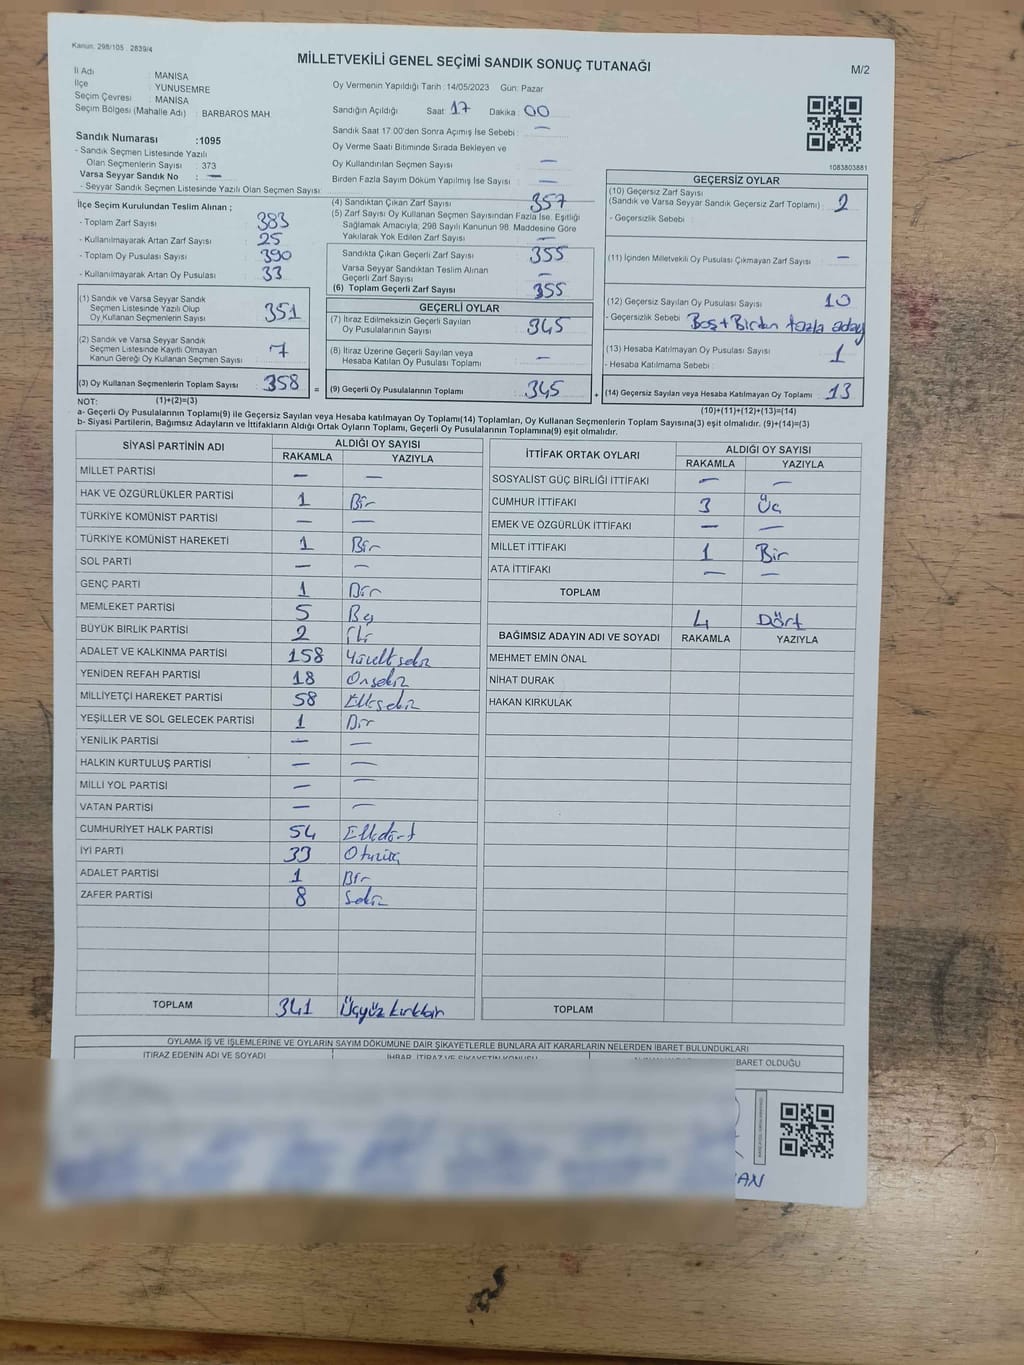 Kanun: 298/105 . 2839/4
MİLLETVEKİLİ GENEL SEÇİMİ SANDIK SONUÇ TUTANAĞI
M/2
İl Adı : MANİSA
İlçe : YUNUSEMRE
Seçim Çevresi : MANİSA
Seçim Bölgesi (Mahalle Adı) : BARBAROS MAH.
Sandık Numarası :1095
- Sandık Seçmen Listesinde Yazılı
Olan Seçmenlerin Sayısı : 373
Varsa Seyyar Sandık No : —
- Seyyar Sandık Seçmen Listesinde Yazılı Olan Seçmen Sayısı :
Oy Vermenin Yapıldığı Tarih : 14/05/2023 Gün: Pazar
Sandığın Açıldığı Saat 17 Dakika 00
Sandık Saat 17:00'den Sonra Açımış İse Sebebi : —
Oy Verme Saati Bitiminde Sırada Bekleyen ve
Oy Kullandırılan Seçmen Sayısı —
Birden Fazla Sayım Döküm Yapılmış İse Sayısı —
1083803881
İlçe Seçim Kurulundan Teslim Alınan ;
- Toplam Zarf Sayısı 383
- Kullanılmayarak Artan Zarf Sayısı 25
- Toplam Oy Pusulası Sayısı 390
- Kullanılmayarak Artan Oy Pusulası 33
(1) Sandık ve Varsa Seyyar Sandık
Seçmen Listesinde Yazılı Olup
Oy Kullanan Seçmenlerin Sayısı 351
(2) Sandık ve Varsa Seyyar Sandık
Seçmen Listesinde Kayıtlı Olmayan
Kanun Gereği Oy Kullanan Seçmen Sayısı 7
(3) Oy Kullanan Seçmenlerin Toplam Sayısı 358 =
(4) Sandıktan Çıkan Zarf Sayısı 357
(5) Zarf Sayısı Oy Kullanan Seçmen Sayısından Fazla İse, Eşitliği
Sağlamak Amacıyla; 298 Sayılı Kanunun 98. Maddesine Göre
Yakılarak Yok Edilen Zarf Sayısı —
Sandıkta Çıkan Geçerli Zarf Sayısı 355
Varsa Seyyar Sandıktan Teslim Alınan
Geçerli Zarf Sayısı —
(6) Toplam Geçerli Zarf Sayısı 355
GEÇERLİ OYLAR
(7) İtiraz Edilmeksizin Geçerli Sayılan
Oy Pusulalarının Sayısı 345
(8) İtiraz Üzerine Geçerli Sayılan veya
Hesaba Katılan Oy Pusulası Toplamı —
(9) Geçerli Oy Pusulalarının Toplamı 345 +
GEÇERSİZ OYLAR
(10) Geçersiz Zarf Sayısı
(Sandık ve Varsa Seyyar Sandık Geçersiz Zarf Toplamı) : 2
- Geçersizlik Sebebi :
(11) İçinden Milletvekili Oy Pusulası Çıkmayan Zarf Sayısı —
(12) Geçersiz Sayılan Oy Pusulası Sayısı 10
- Geçersizlik Sebebi : Boş+Birden fazla aday
(13) Hesaba Katılmayan Oy Pusulası Sayısı 1
- Hesaba Katılmama Sebebi :
(14) Geçersiz Sayılan veya Hesaba Katılmayan Oy Toplamı : 13
NOT: (1)+(2)=(3)
(10)+(11)+(12)+(13)=(14)
a- Geçerli Oy Pusulalarının Toplamı(9) ile Geçersiz Sayılan veya Hesaba katılmayan Oy Toplamı(14) Toplamları, Oy Kullanan Seçmenlerin Toplam Sayısına(3) eşit olmalıdır. (9)+(14)=(3)
b- Siyasi Partilerin, Bağımsız Adayların ve İttifakların Aldığı Ortak Oyların Toplamı, Geçerli Oy Pusulalarının Toplamına(9) eşit olmalıdır.
SİYASİ PARTİNİN ADI ALDIĞI OY SAYISI
RAKAMLA YAZIYLA
MİLLET PARTİSİ — —
HAK VE ÖZGÜRLÜKLER PARTİSİ 1 Bir
TÜRKİYE KOMÜNİST PARTİSİ — —
TÜRKİYE KOMÜNİST HAREKETİ 1 Bir
SOL PARTİ — —
GENÇ PARTİ 1 Bir
MEMLEKET PARTİSİ 5 Beş
BÜYÜK BİRLİK PARTİSİ 2 İki
ADALET VE KALKINMA PARTİSİ 158 Yüzellisekiz
YENİDEN REFAH PARTİSİ 18 Onsekiz
MİLLİYETÇİ HAREKET PARTİSİ 58 Ellisekiz
YEŞİLLER VE SOL GELECEK PARTİSİ 1 Bir
YENİLİK PARTİSİ — —
HALKIN KURTULUŞ PARTİSİ — —
MİLLİ YOL PARTİSİ — —
VATAN PARTİSİ — —
CUMHURİYET HALK PARTİSİ 54 Ellidört
İYİ PARTİ 33 Otuzüç
ADALET PARTİSİ 1 Bir
ZAFER PARTİSİ 8 Sekiz
TOPLAM 341 Üçyüz kırkbir
İTTİFAK ORTAK OYLARI ALDIĞI OY SAYISI
RAKAMLA YAZIYLA
SOSYALİST GÜÇ BİRLİĞİ İTTİFAKI — —
CUMHUR İTTİFAKI 3 Üç
EMEK VE ÖZGÜRLÜK İTTİFAKI — —
MİLLET İTTİFAKI 1 Bir
ATA İTTİFAKI — —
TOPLAM
4 Dört
BAĞIMSIZ ADAYIN ADI VE SOYADI RAKAMLA YAZIYLA
MEHMET EMİN ÖNAL
NİHAT DURAK
HAKAN KIRKULAK
TOPLAM
OYLAMA İŞ VE İŞLEMLERİNE VE OYLARIN SAYIM DÖKÜMÜNE DAİR ŞİKAYETLERLE BUNLARA AİT KARARLARIN NELERDEN İBARET BULUNDUKLARI
İTİRAZ EDENİN ADI VE SOYADI İHBAR, İTİRAZ VE ŞİKAYETİN KONUSU BARET OLDUĞU